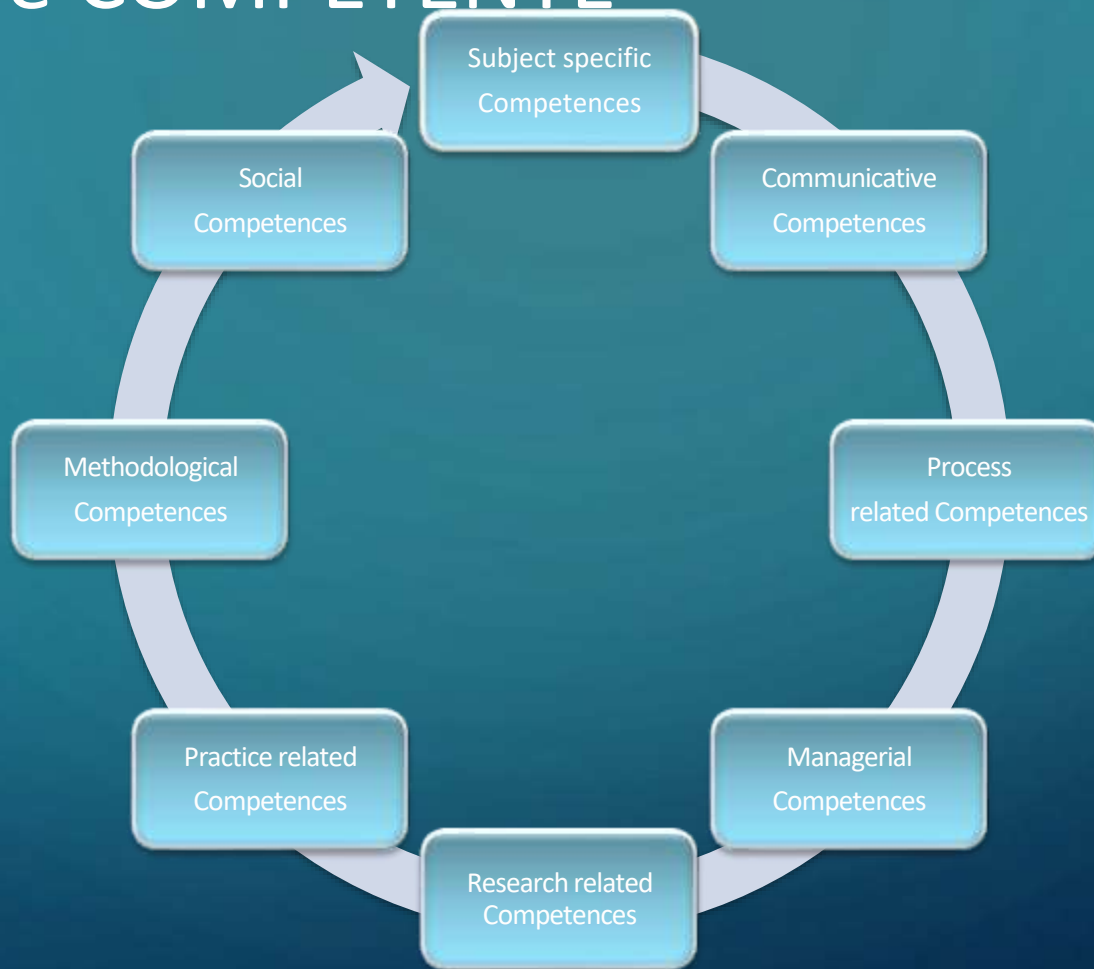 COMPETENTE
Subject specific
Competences
Communicative
Competences
Process
related Competences
Managerial
Competences
Research related
Competences
Practice related
Competences
Methodological
Competences
Social
Competences